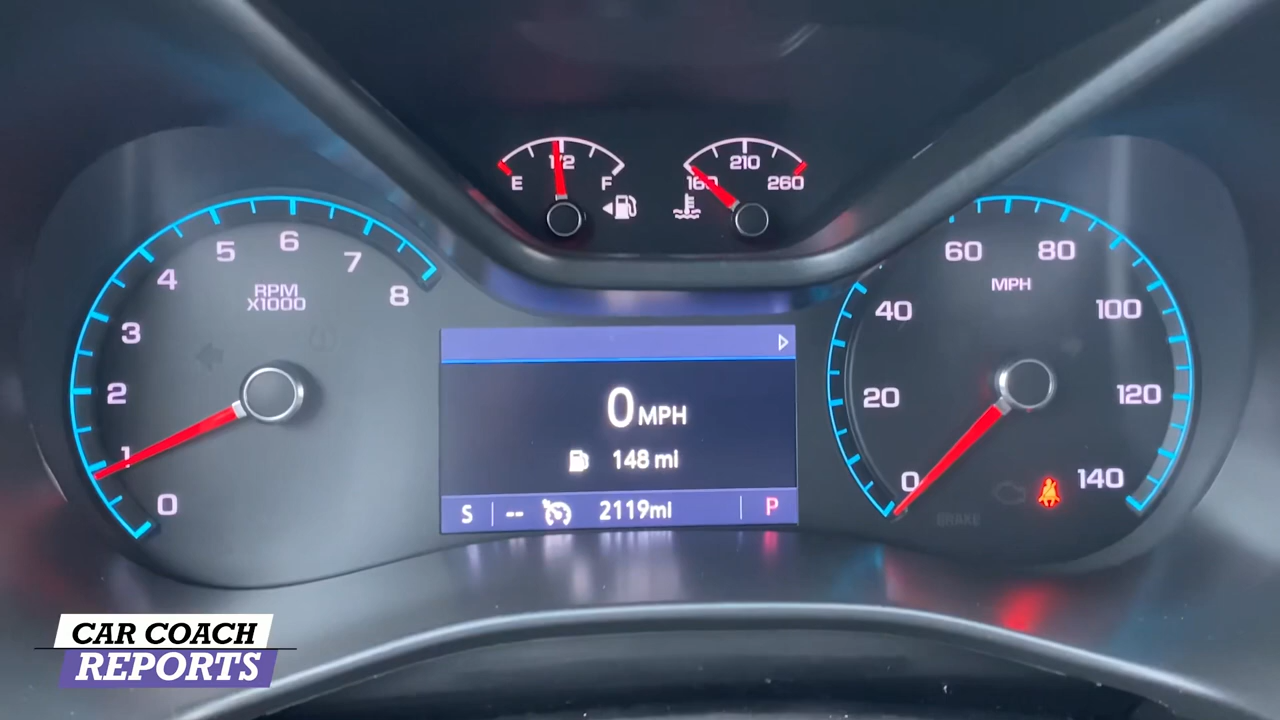 1/2
E F
210
160 260
5 6 7
4 8
RPM
X1000
3
2
1
0
60 80
MPH
40 100
20 120
0 140
BRAKE
0 MPH
148 mi
S -- 2119mi P
CAR COACH
REPORTS